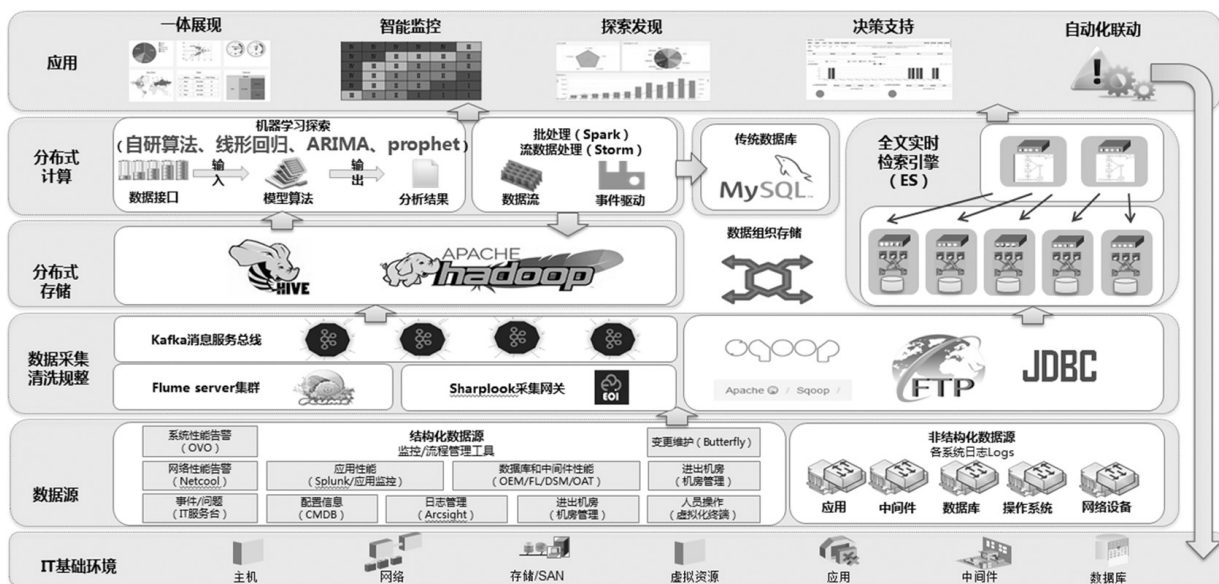 一体展现
智能监控
探索发现
决策支持
自动化联动
应用
机器学习探索
（自研算法、线形回归、ARIMA、prophet）
输入
输出
数据接口
模型算法
分析结果
批处理（Spark）
流数据处理（Storm）
数据流
事件驱动
传统数据库
MySQL
全文实时
检索引擎
（ES）
分布式
计算
分布式
存储
HIVE
APACHE
hadoop
数据组织存储
数据采集
清洗规整
Kafka消息服务总线
Flume server集群
Sharplook采集网关
EOI
sqoop
Apache / Sqoop /
FTP
JDBC
数据源
结构化数据源
监控/流程管理工具
系统性能告警
（OVO）
变更维护（Butterfly）
网络性能告警
（Netcool）
应用性能
（Splunk/应用监控）
数据库和中间件性能
（OEM/FL/DSM/OAT）
进出机房
（机房管理）
事件/问题
（IT服务台）
配置信息
（CMDB）
日志管理
（Arcsight）
进出机房
（机房管理）
人员操作
（虚拟化终端）
非结构化数据源
各系统日志Logs
应用
中间件
数据库
操作系统
网络设备
IT基础环境
主机
网络
存储/SAN
虚拟资源
应用
中间件
数据库